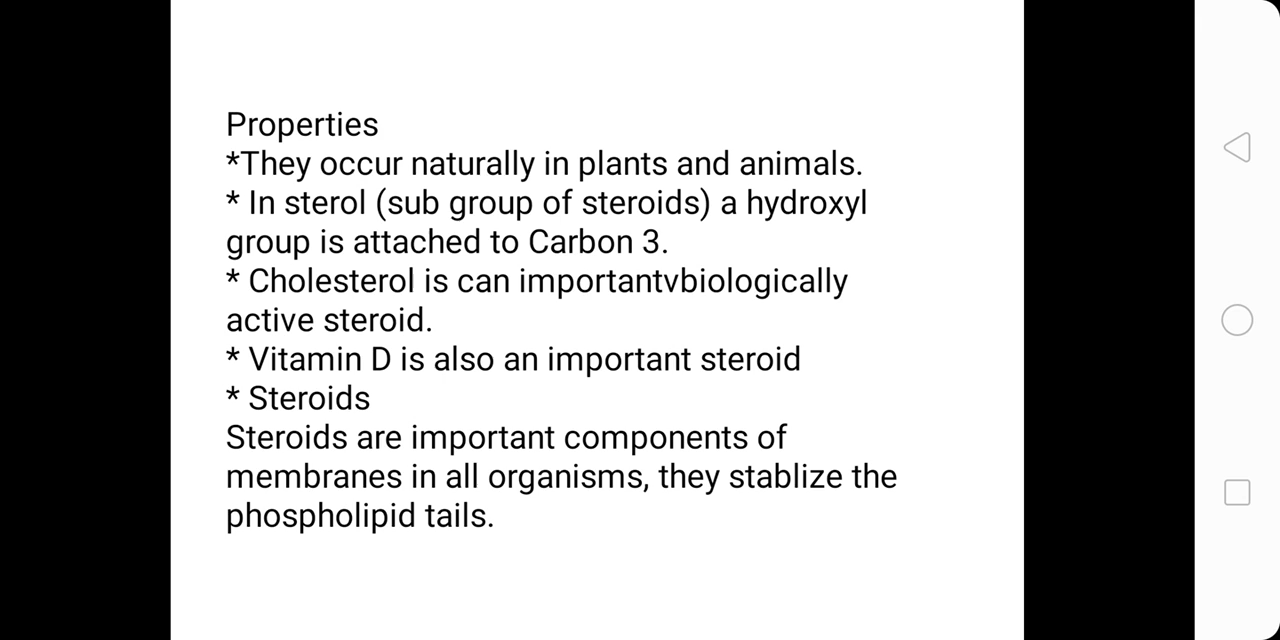 Properties
*They occur naturally in plants and animals.
* In sterol (sub group of steroids) a hydroxyl
group is attached to Carbon 3.
* Cholesterol is can importantvbiologically
active steroid.
* Vitamin D is also an important steroid
* Steroids
Steroids are important components of
membranes in all organisms, they stablize the
phospholipid tails.